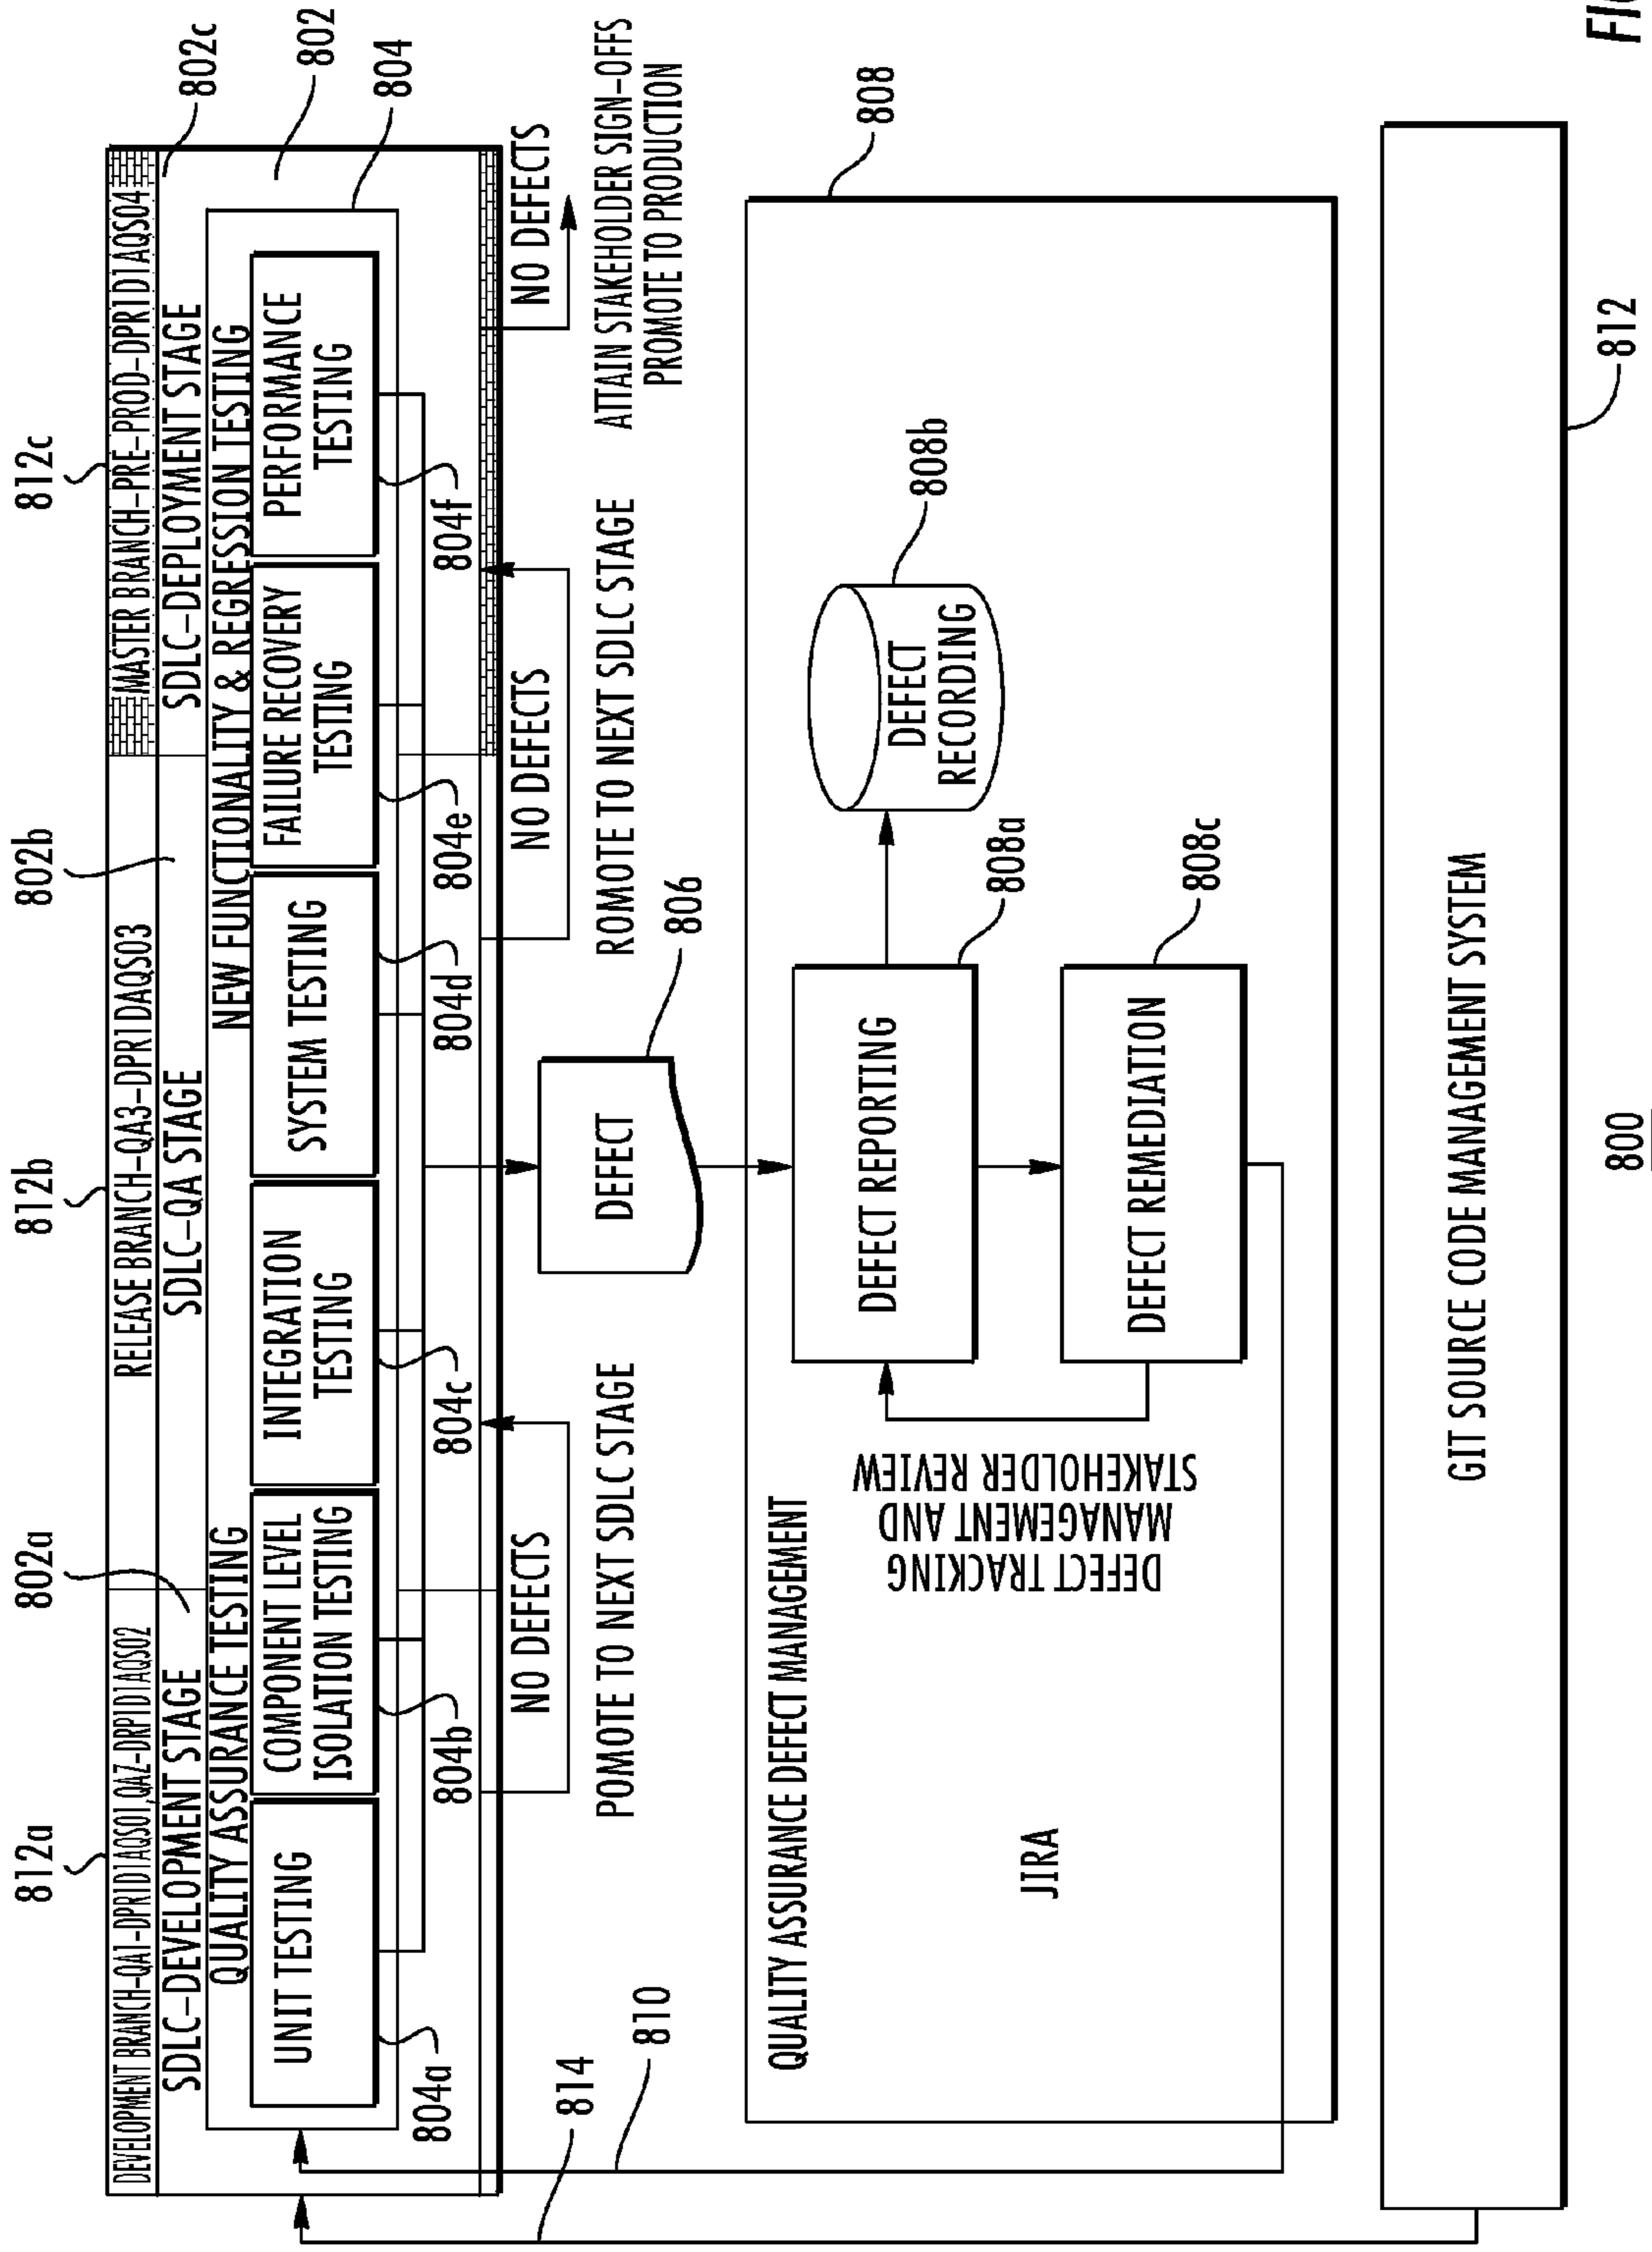 812a
802a
812b
802b
812c
802c
802
804
DEVELOPMENT BRANCH-QA1-DPR1D1AQS01,QAZ-DRPID1AQS02
RELEASE BRANCH-QA3-DPR1DAQS03
MASTER BRANCH-PRE-PROD-DPR1D1AQS04
SDLC-DEVELOPMENT STAGE
SDLC-QA STAGE
SDLC-DEPLOYMENT STAGE
QUALITY ASSURANCE TESTING
NEW FUNCTIONALITY & REGRESSION TESTING
UNIT TESTING
COMPONENT LEVEL
ISOLATION TESTING
INTEGRATION
TESTING
SYSTEM TESTING
FAILURE RECOVERY
TESTING
PERFORMANCE
TESTING
804a
804b
804c
804d
804e
804f
NO DEFECTS
NO DEFECTS
NO DEFECTS
POMOTE TO NEXT SDLC STAGE
ROMOTE TO NEXT SDLC STAGE
ATTAIN STAKEHOLDER SIGN-OFFS
PROMOTE TO PRODUCTION
814
810
DEFECT
806
808
QUALITY ASSURANCE DEFECT MANAGEMENT
JIRA
DEFECT TRACKING
MANAGEMENT AND
STAKEHOLDER REVIEW
DEFECT REPORTING
808a
DEFECT
RECORDING
808b
DEFECT REMEDIATION
808c
GIT SOURCE CODE MANAGEMENT SYSTEM
812
800